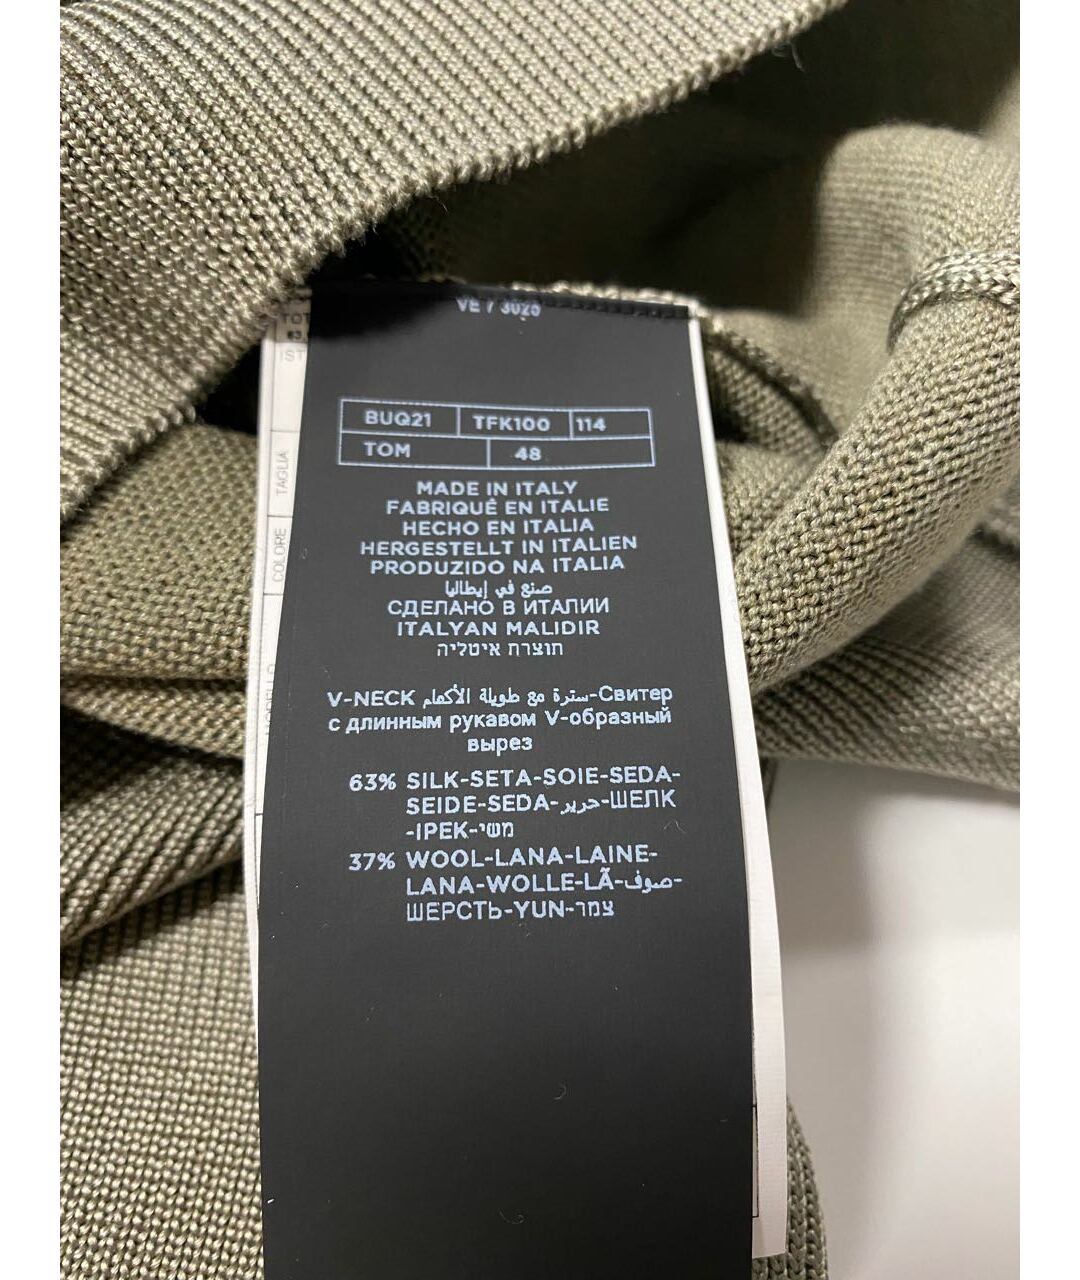 BUQ21 TFK100 114
TOM 48
MADE IN ITALY
FABRIQUÉ EN ITALIE
HECHO EN ITALIA
HERGESTELLT IN ITALIEN
PRODUZIDO NA ITALIA
صنع في إيطاليا
СДЕЛАНО В ИТАЛИИ
ITALYAN MALIDIR
תוצרת איטליה
V-NECK سترة مع طويلة الأكمام-Свитер
с длинным рукавом V-образный
вырез
63% SILK-SETA-SOIE-SEDA-
SEIDE-SEDA-حرير-ШЕЛК
-IPEK-משי
37% WOOL-LANA-LAINE-
LANA-WOLLE-LÃ-صوف-
ШЕРСТЬ-YUN-צמר
TAGLIA
COLORE